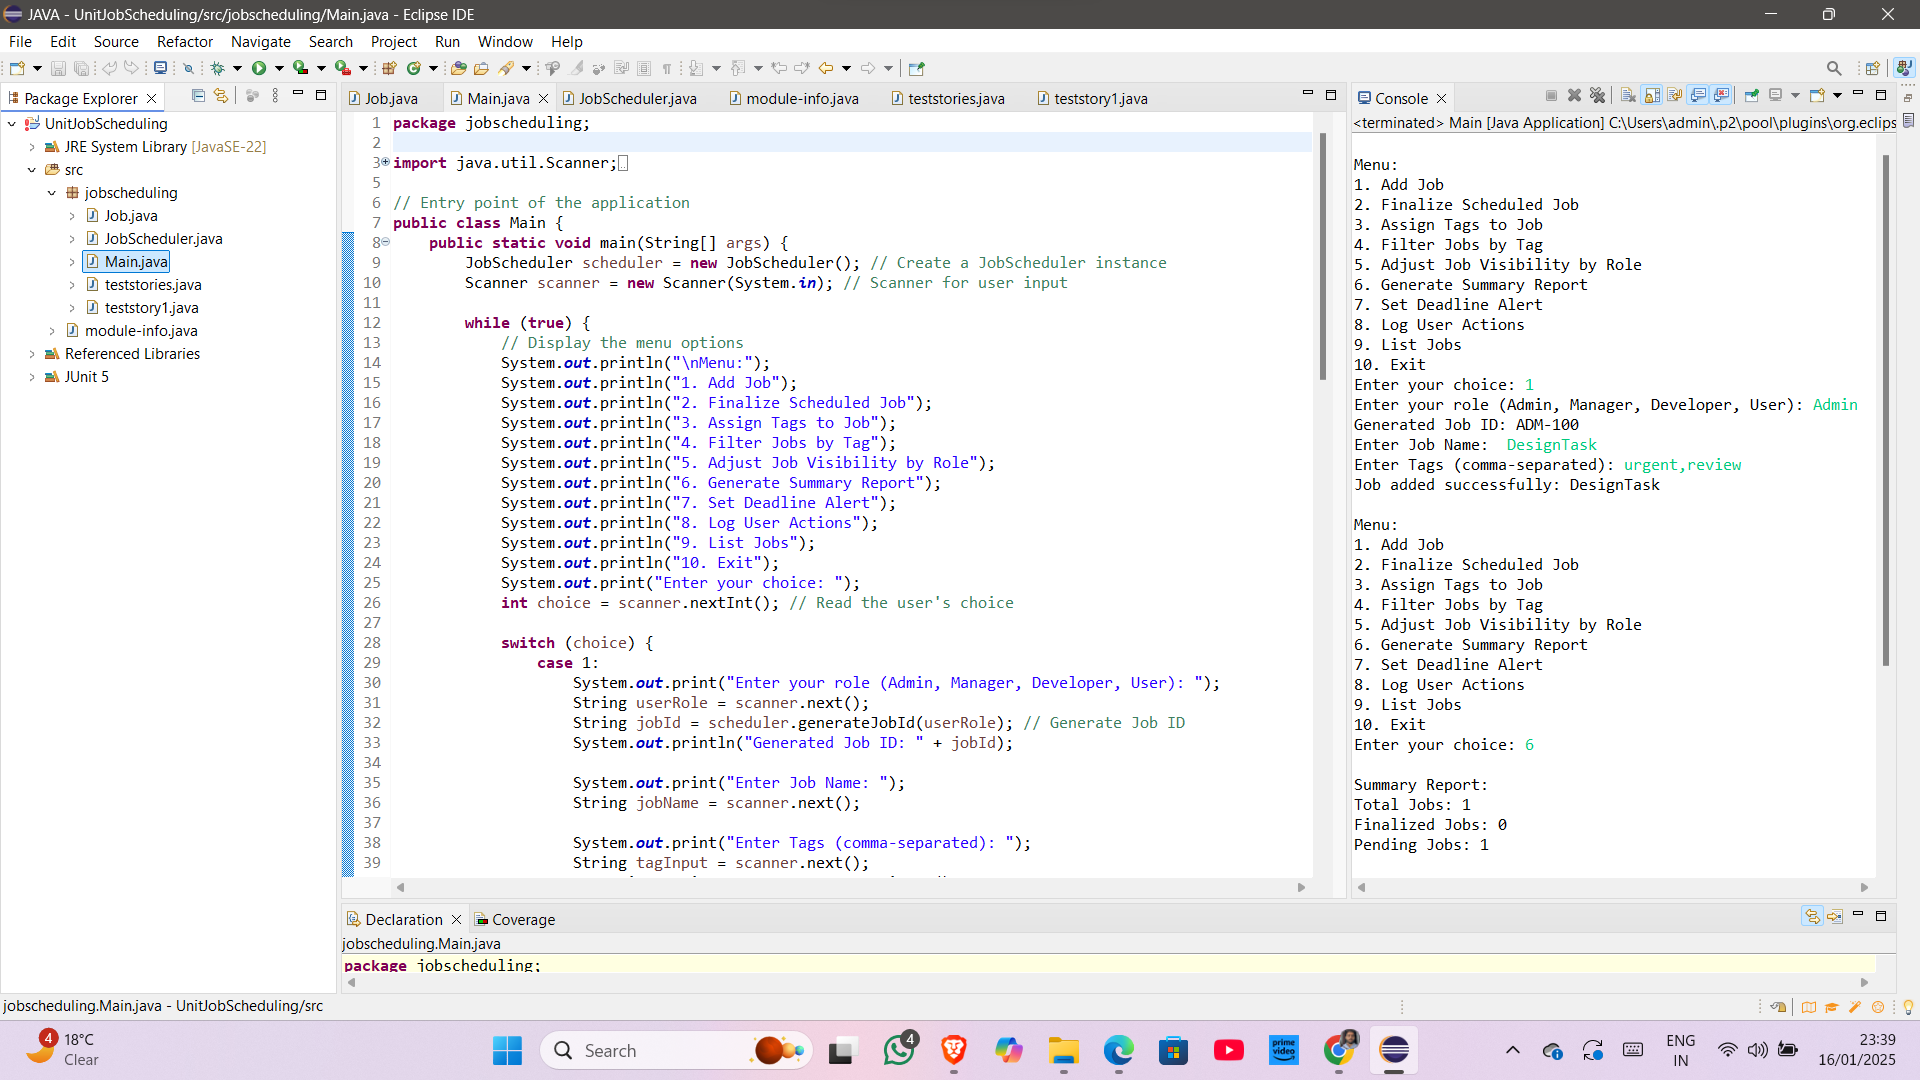 JAVA - UnitJobScheduling/src/jobscheduling/Main.java - Eclipse IDE
File Edit Source Refactor Navigate Search Project Run Window Help
Package Explorer
UnitJobScheduling
JRE System Library [JavaSE-22]
src
jobscheduling
Job.java
JobScheduler.java
Main.java
teststories.java
teststory1.java
module-info.java
Referenced Libraries
JUnit 5
Job.java Main.java JobScheduler.java module-info.java teststories.java teststory1.java
1 package jobscheduling;
2
3 import java.util.Scanner;
5
6 // Entry point of the application
7 public class Main {
8 public static void main(String[] args) {
9 JobScheduler scheduler = new JobScheduler(); // Create a JobScheduler instance
10 Scanner scanner = new Scanner(System.in); // Scanner for user input
11
12 while (true) {
13 // Display the menu options
14 System.out.println("\nMenu:");
15 System.out.println("1. Add Job");
16 System.out.println("2. Finalize Scheduled Job");
17 System.out.println("3. Assign Tags to Job");
18 System.out.println("4. Filter Jobs by Tag");
19 System.out.println("5. Adjust Job Visibility by Role");
20 System.out.println("6. Generate Summary Report");
21 System.out.println("7. Set Deadline Alert");
22 System.out.println("8. Log User Actions");
23 System.out.println("9. List Jobs");
24 System.out.println("10. Exit");
25 System.out.print("Enter your choice: ");
26 int choice = scanner.nextInt(); // Read the user's choice
27
28 switch (choice) {
29 case 1:
30 System.out.print("Enter your role (Admin, Manager, Developer, User): ");
31 String userRole = scanner.next();
32 String jobId = scheduler.generateJobId(userRole); // Generate Job ID
33 System.out.println("Generated Job ID: " + jobId);
34
35 System.out.print("Enter Job Name: ");
36 String jobName = scanner.next();
37
38 System.out.print("Enter Tags (comma-separated): ");
39 String tagInput = scanner.next();
Console
<terminated> Main [Java Application] C:\Users\admin\.p2\pool\plugins\org.eclips
Menu:
1. Add Job
2. Finalize Scheduled Job
3. Assign Tags to Job
4. Filter Jobs by Tag
5. Adjust Job Visibility by Role
6. Generate Summary Report
7. Set Deadline Alert
8. Log User Actions
9. List Jobs
10. Exit
Enter your choice: 1
Enter your role (Admin, Manager, Developer, User): Admin
Generated Job ID: ADM-100
Enter Job Name: DesignTask
Enter Tags (comma-separated): urgent,review
Job added successfully: DesignTask
Menu:
1. Add Job
2. Finalize Scheduled Job
3. Assign Tags to Job
4. Filter Jobs by Tag
5. Adjust Job Visibility by Role
6. Generate Summary Report
7. Set Deadline Alert
8. Log User Actions
9. List Jobs
10. Exit
Enter your choice: 6
Summary Report:
Total Jobs: 1
Finalized Jobs: 0
Pending Jobs: 1
Declaration Coverage
jobscheduling.Main.java
package jobscheduling;
jobscheduling.Main.java - UnitJobScheduling/src
4
18°C
Clear
Search
4
prime video
ENG
IN
23:39
16/01/2025